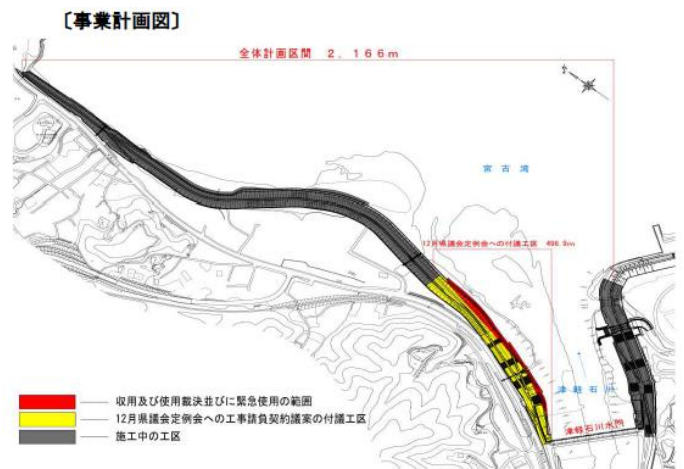 〔事業計画図〕
全体計画区間 2,166m
宮古湾
12月県議会定例会への付議工区 496.9m
津軽石川
津軽石川水門
収用及び使用裁決並びに緊急使用の範囲
12月県議会定例会への工事請負契約議案の付議工区
施工中の工区